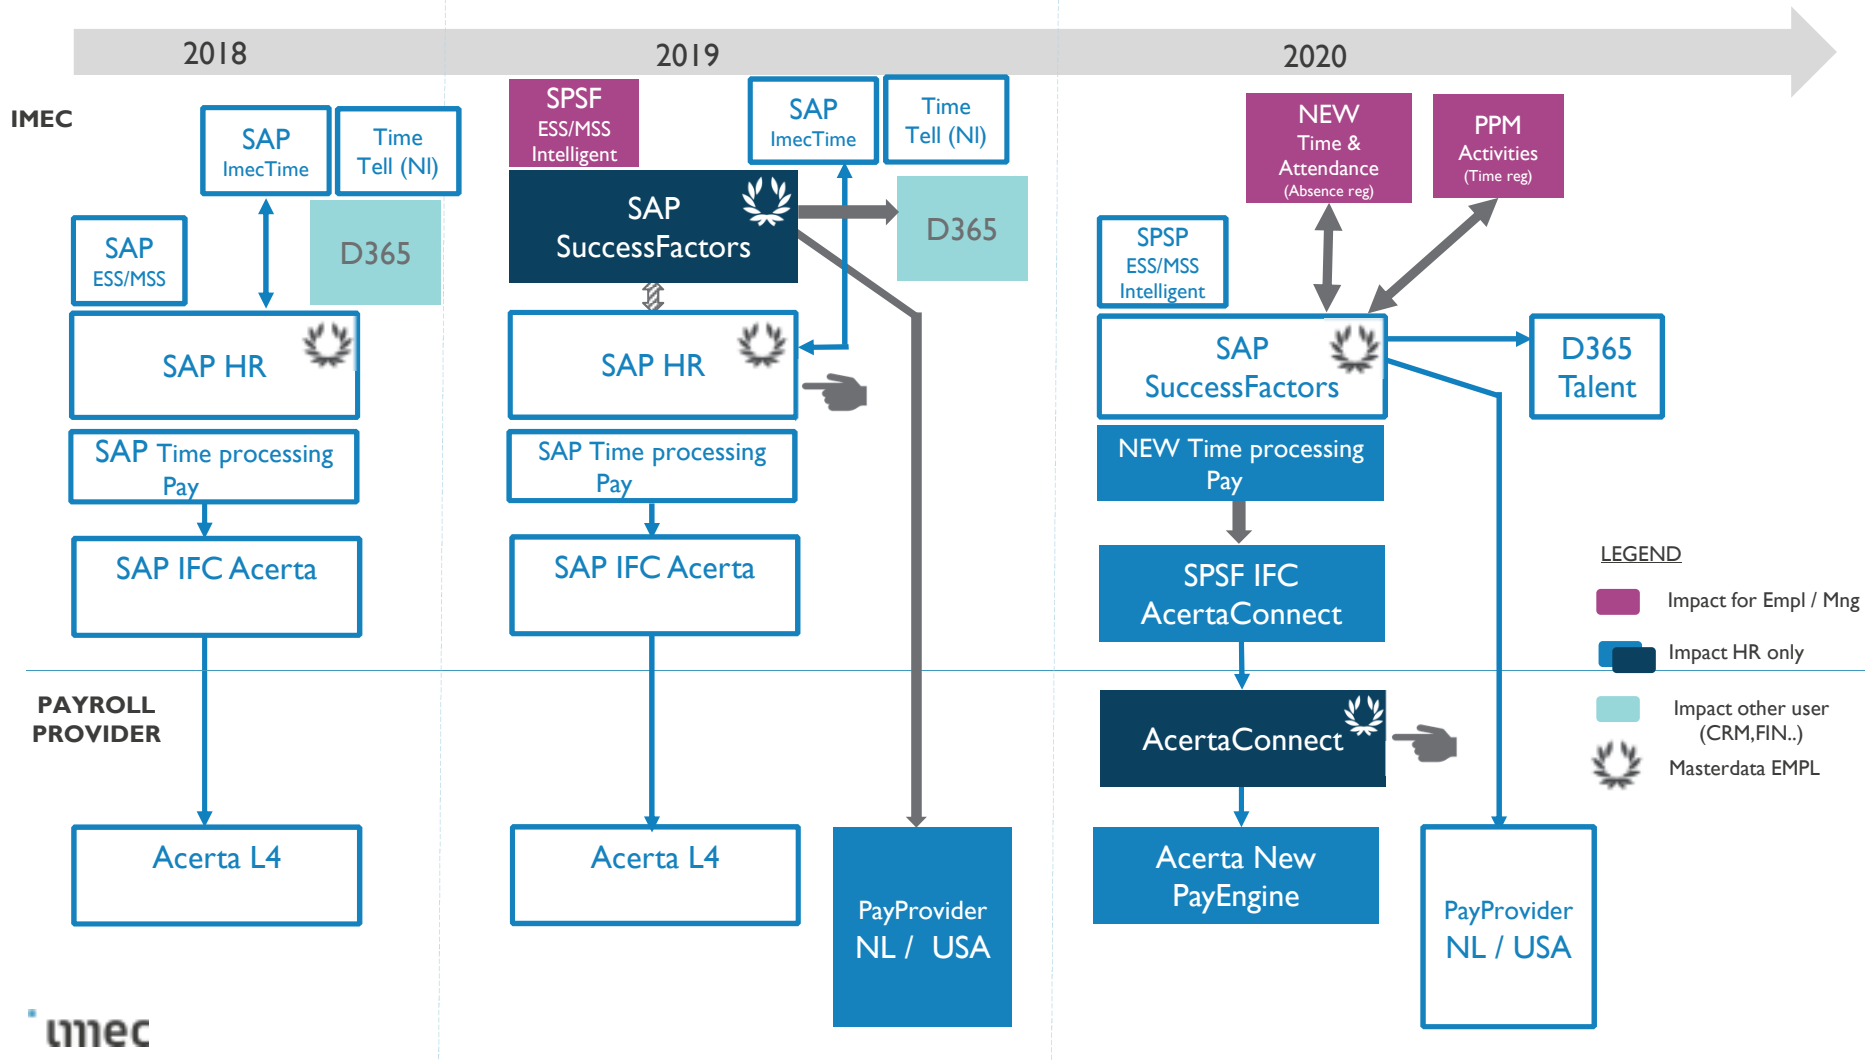 2018
2019
2020
IMEC
SAP
ImecTime
Time
Tell (Nl)
SAP
ESS/MSS
D365
SAP HR
SAP Time processing
Pay
SAP IFC Acerta
Acerta L4
SPSF
ESS/MSS
Intelligent
SAP
ImecTime
Time
Tell (Nl)
SAP
SuccessFactors
D365
SAP HR
SAP Time processing
Pay
SAP IFC Acerta
Acerta L4
PayProvider
NL / USA
NEW
Time &
Attendance
(Absence reg)
PPM
Activities
(Time reg)
SPSP
ESS/MSS
Intelligent
SAP
SuccessFactors
D365
Talent
NEW Time processing
Pay
SPSF IFC
AcertaConnect
AcertaConnect
Acerta New
PayEngine
PayProvider
NL / USA
LEGEND
Impact for Empl / Mng
Impact HR only
Impact other user
(CRM,FIN..)
Masterdata EMPL
PAYROLL
PROVIDER
imec